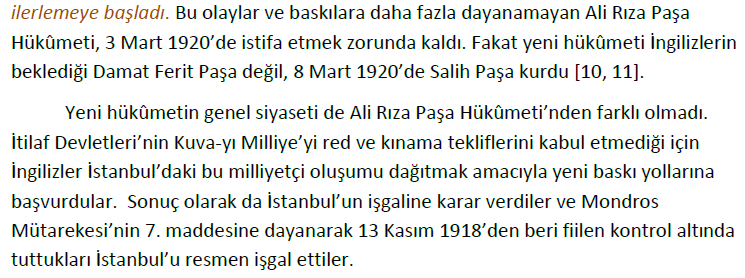 ilerlemeye başladı. Bu olaylar ve baskılara daha fazla dayanamayan Ali Rıza Paşa
Hükûmeti, 3 Mart 1920’de istifa etmek zorunda kaldı. Fakat yeni hükûmeti İngilizlerin
beklediği Damat Ferit Paşa değil, 8 Mart 1920’de Salih Paşa kurdu [10, 11].
Yeni hükûmetin genel siyaseti de Ali Rıza Paşa Hükûmeti’nden farklı olmadı.
İtilaf Devletleri’nin Kuva-yı Milliye’yi red ve kınama tekliflerini kabul etmediği için
İngilizler İstanbul’daki bu milliyetçi oluşumu dağıtmak amacıyla yeni baskı yollarına
başvurdular.  Sonuç olarak da İstanbul’un işgaline karar verdiler ve Mondros
Mütarekesi’nin 7. maddesine dayanarak 13 Kasım 1918’den beri fiilen kontrol altında
tuttukları İstanbul’u resmen işgal ettiler.